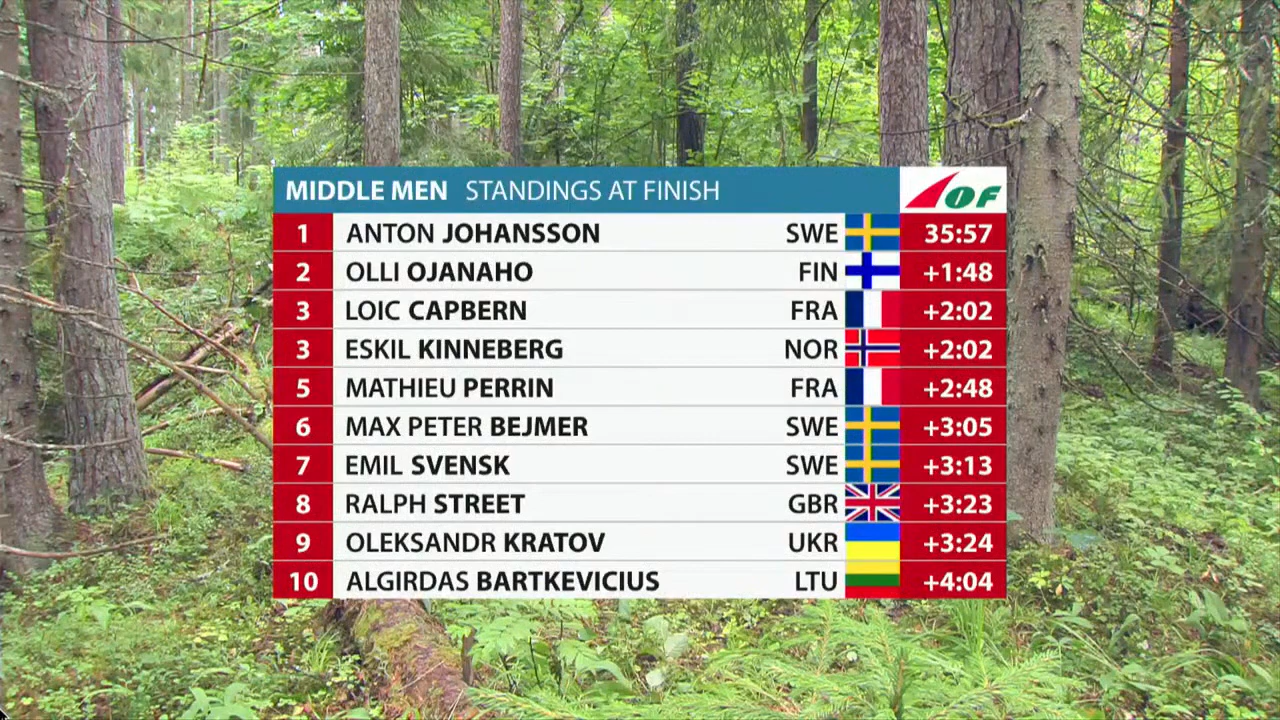 MIDDLE MEN STANDINGS AT FINISH IOF
1 ANTON JOHANSSON SWE 35:57
2 OLLI OJANAHO FIN +1:48
3 LOIC CAPBERN FRA +2:02
3 ESKIL KINNEBERG NOR +2:02
5 MATHIEU PERRIN FRA +2:48
6 MAX PETER BEJMER SWE +3:05
7 EMIL SVENSK SWE +3:13
8 RALPH STREET GBR +3:23
9 OLEKSANDR KRATOV UKR +3:24
10 ALGIRDAS BARTKEVICIUS LTU +4:04